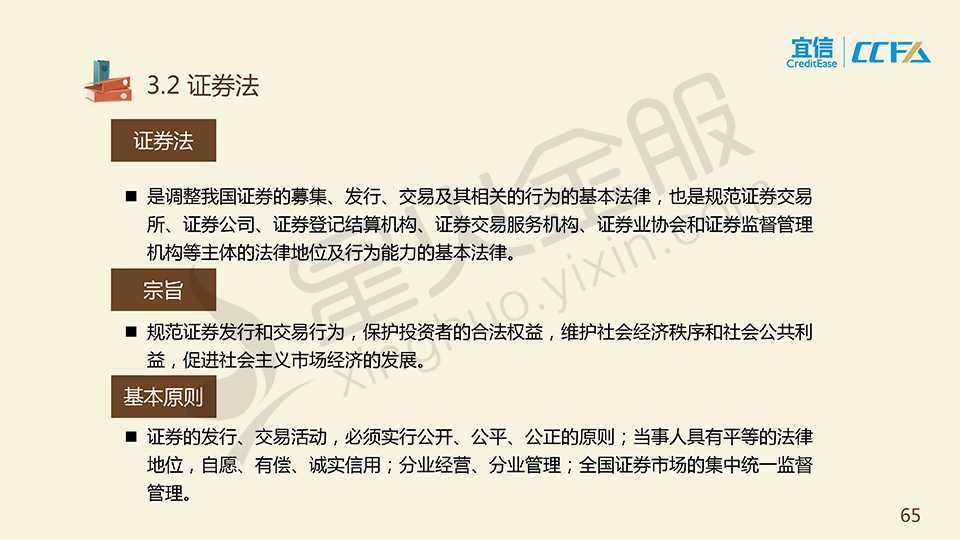 宜信
CreditEase
CCFA
3.2 证券法
证券法
■ 是调整我国证券的募集、发行、交易及其相关的行为的基本法律，也是规范证券交易
所、证券公司、证券登记结算机构、证券交易服务机构、证券业协会和证券监督管理
机构等主体的法律地位及行为能力的基本法律。
宗旨
■ 规范证券发行和交易行为，保护投资者的合法权益，维护社会经济秩序和社会公共利
益，促进社会主义市场经济的发展。
基本原则
■ 证券的发行、交易活动，必须实行公开、公平、公正的原则；当事人具有平等的法律
地位，自愿、有偿、诚实信用；分业经营、分业管理；全国证券市场的集中统一监督
管理。
星火金服
xinghuo.yixin.com
65